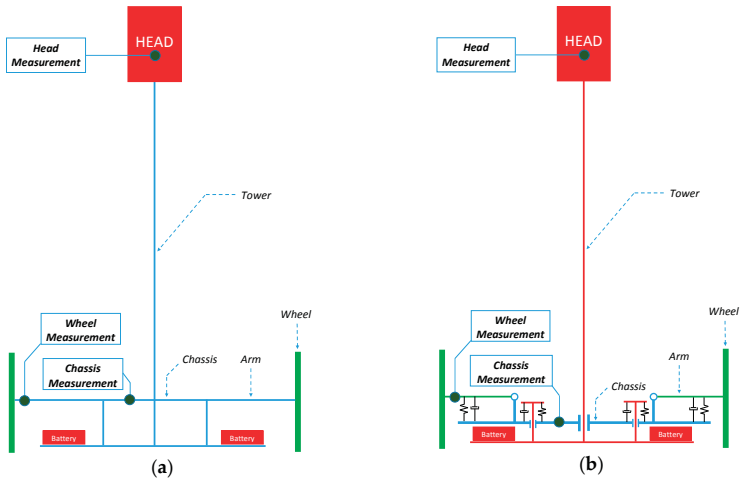 HEAD
Head
Measurement
Tower
Wheel
Wheel
Measurement
Chassis
Measurement
Chassis
Arm
Battery
Battery
(a)
HEAD
Head
Measurement
Tower
Wheel
Wheel
Measurement
Chassis
Measurement
Arm
Chassis
Battery
Battery
(b)